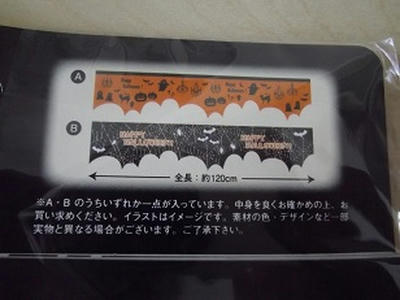 A
Happy Halloween!
Happy Halloween!
B
HAPPY HALLOWEEN!
HAPPY HALLOWEEN!
全長：約120cm
※A・B のうちいずれか一点が入っています。中身を良くお確かめの上、お
買い求めください。イラストはイメージです。素材の色・デザインなど一部
実物と異なる場合がございます。ご了承下さい。